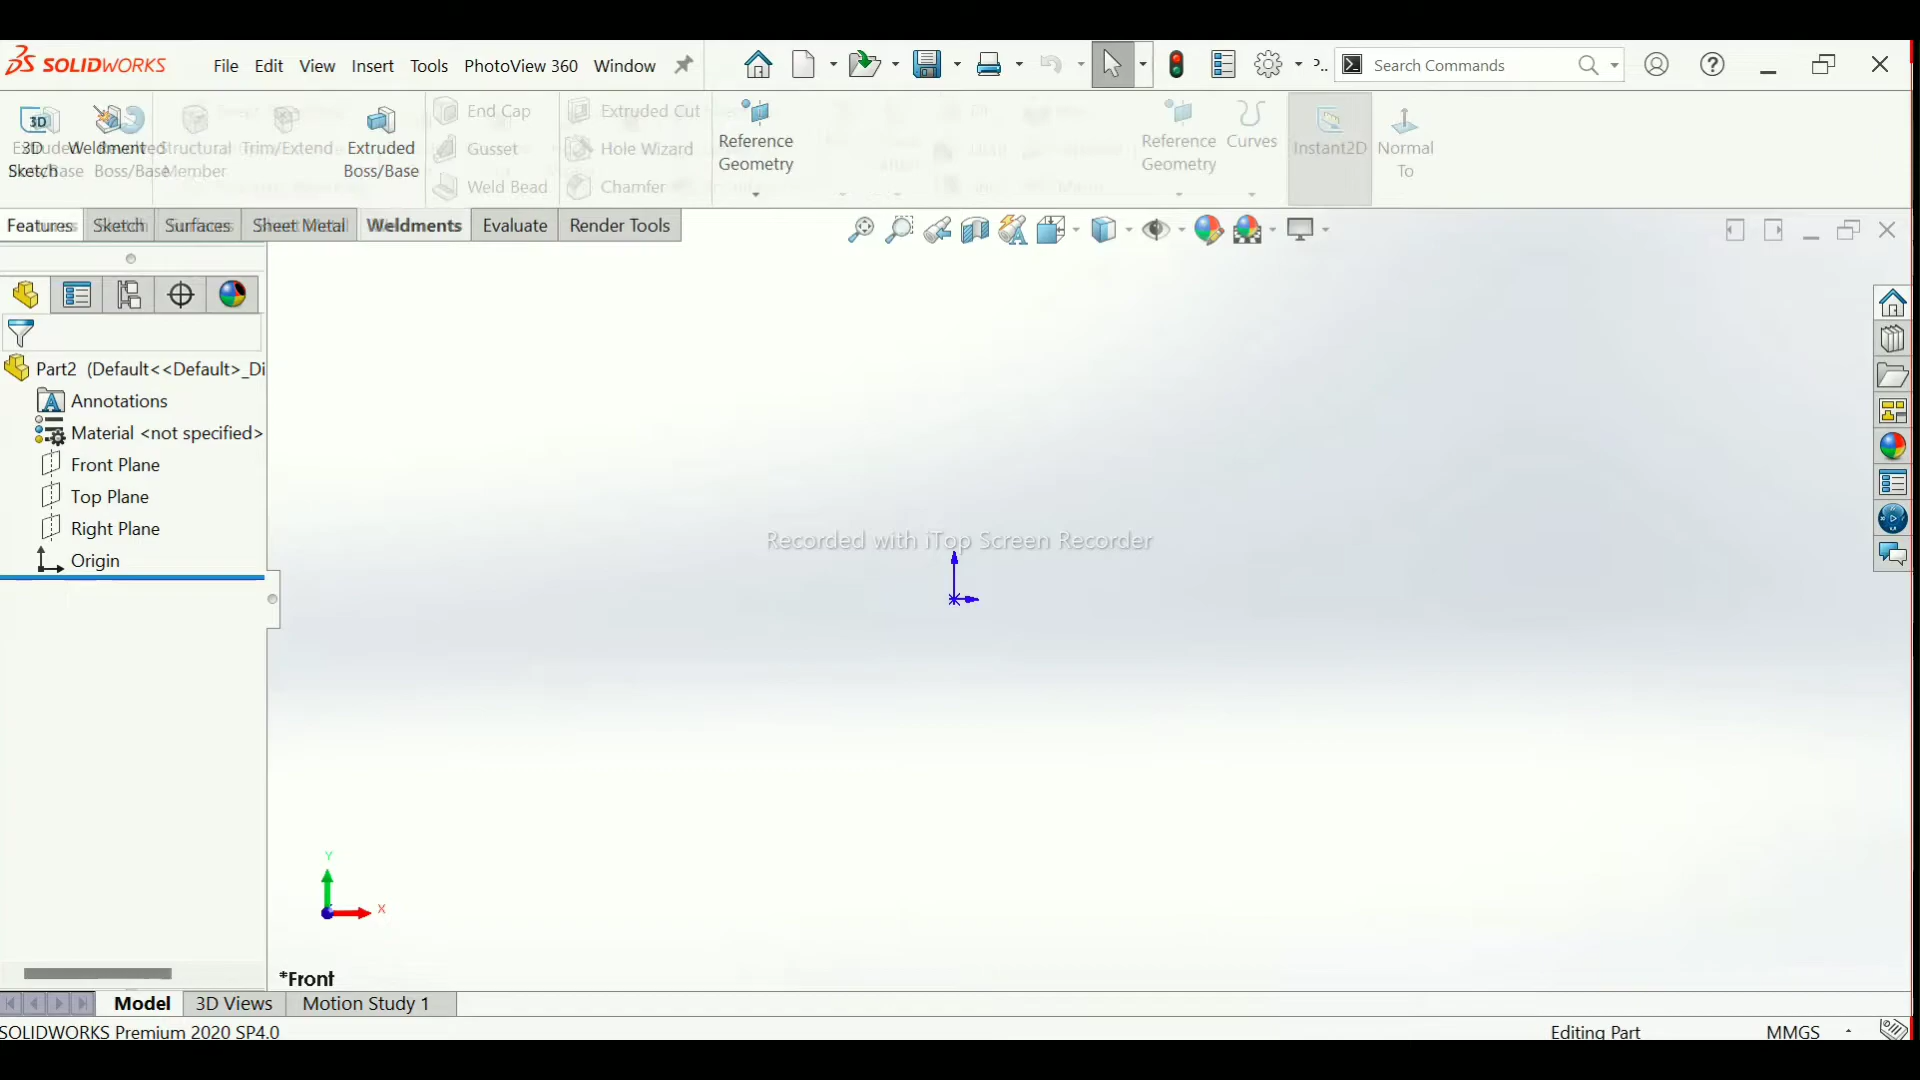 SOLIDWORKS File Edit View Insert Tools PhotoView 360 Window Search Commands
3D Sketch Weldment Structural Member Trim/Extend Extruded Boss/Base
End Cap
Gusset
Weld Bead
Extruded Cut
Hole Wizard
Chamfer
Reference Geometry
Reference Geometry Curves Instant2D Normal To
Features Sketch Surfaces Sheet Metal Weldments Evaluate Render Tools
Part2 (Default<<Default>_Di
Annotations
Material <not specified>
Front Plane
Top Plane
Right Plane
Origin
Recorded with iTop Screen Recorder
Y
X
*Front
Model 3D Views Motion Study 1
SOLIDWORKS Premium 2020 SP4.0 Editing Part MMGS